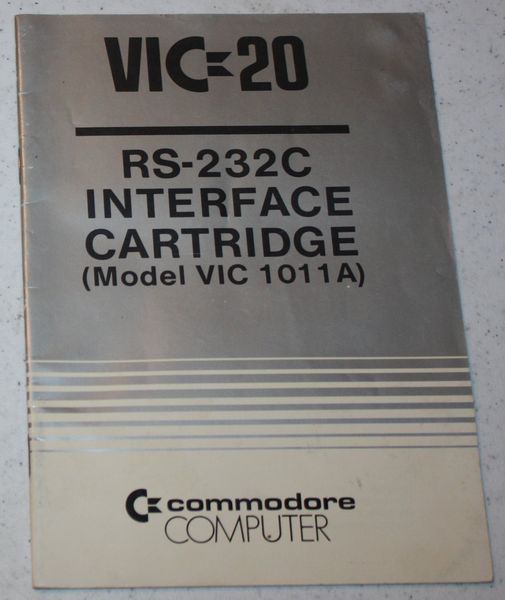 VIC-20
RS-232C
INTERFACE
CARTRIDGE
(Model VIC 1011A)
commodore
COMPUTER